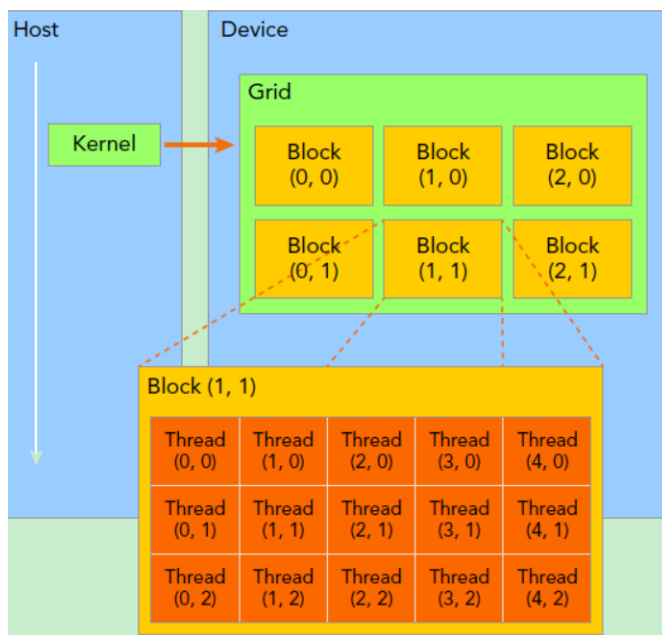 Host
Device
Grid
Kernel
Block
(0, 0)
Block
(1, 0)
Block
(2, 0)
Block
(0, 1)
Block
(1, 1)
Block
(2, 1)
Block (1, 1)
Thread
(0, 0)
Thread
(1, 0)
Thread
(2, 0)
Thread
(3, 0)
Thread
(4, 0)
Thread
(0, 1)
Thread
(1, 1)
Thread
(2, 1)
Thread
(3, 1)
Thread
(4, 1)
Thread
(0, 2)
Thread
(1, 2)
Thread
(2, 2)
Thread
(3, 2)
Thread
(4, 2)